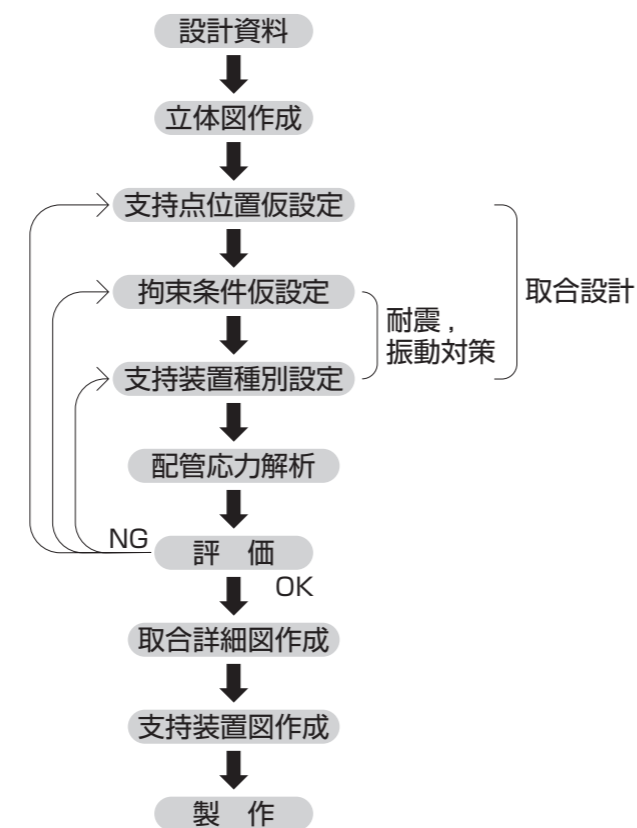 設計資料
立体図作成
支持点位置仮設定
拘束条件仮設定
取合設計
耐震，
振動対策
支持装置種別設定
配管応力解析
NG
評　価
OK
取合詳細図作成
支持装置図作成
製　作